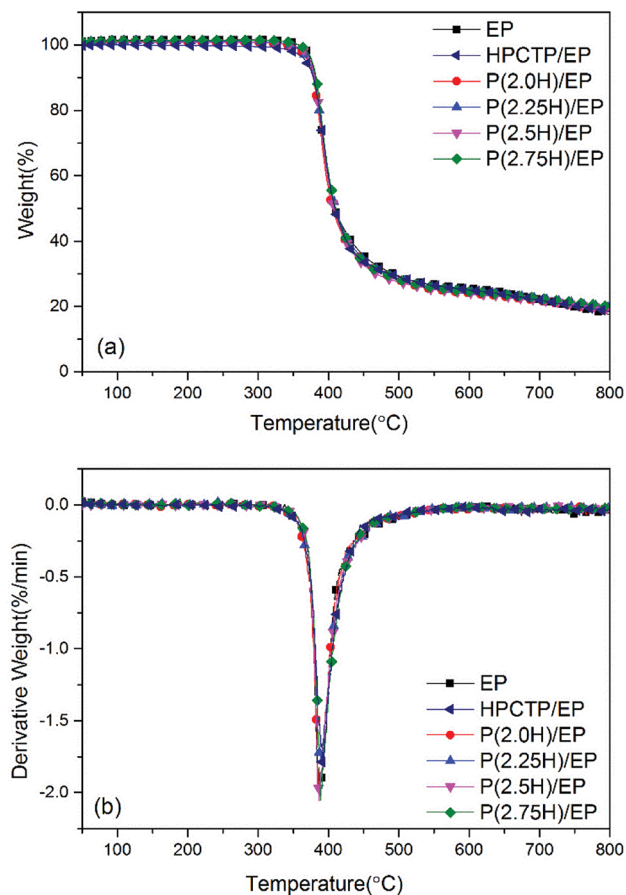 100
80
60
40
20
0
Weight(%)
EP
HPCTP/EP
P(2.0H)/EP
P(2.25H)/EP
P(2.5H)/EP
P(2.75H)/EP
(a)
100 200 300 400 500 600 700 800
Temperature(°C)
0.0
-0.5
-1.0
-1.5
-2.0
Derivative Weight(%/min)
EP
HPCTP/EP
P(2.0H)/EP
P(2.25H)/EP
P(2.5H)/EP
P(2.75H)/EP
(b)
100 200 300 400 500 600 700 800
Temperature(°C)